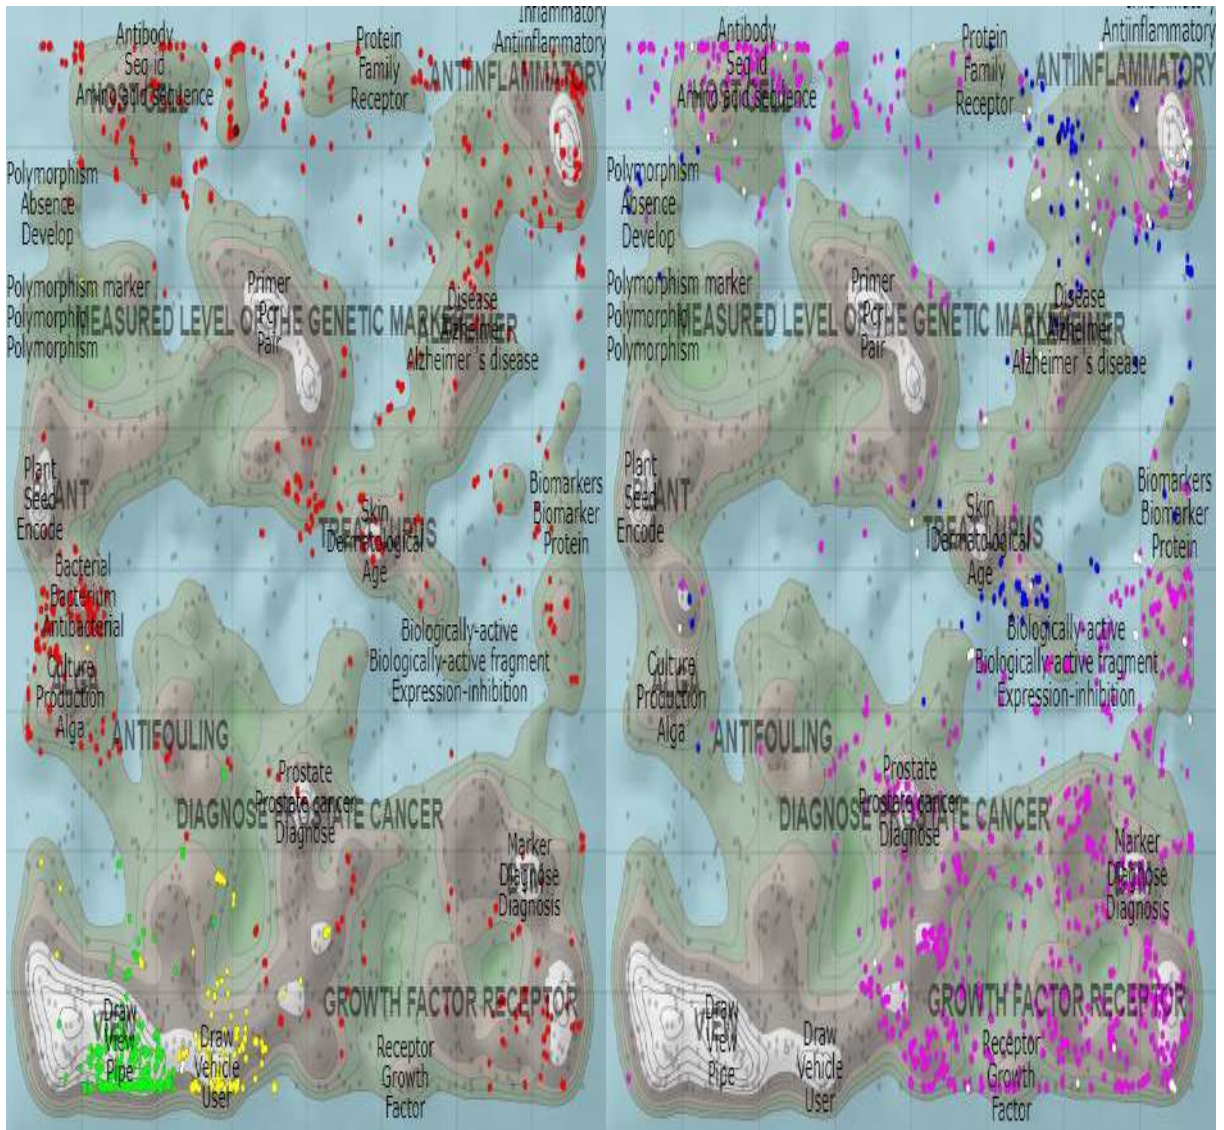 Inflammatory
Antiinflammatory
ANTIINFLAMMATORY
Antibody
Seq id
Amino acid sequence
Protein
Family
Receptor
Polymorphism
Absence
Develop
Polymorphism marker
Polymorphic
Polymorphism
MEASURED LEVEL OF THE GENETIC MARKER
Primer
Pcr
Pair
Disease
Alzheimer
Alzheimer´s disease
Plant
Seed
Encode
Skin
Dermatological
Age
Biomarkers
Biomarker
Protein
Bacterial
Bacterium
Antibacterial
Culture
Production
Alga
Biologically-active
Biologically-active fragment
Expression-inhibition
ANTIFOULING
Prostate
Prostate cancer
Diagnose
DIAGNOSE PROSTATE CANCER
Marker
Diagnose
Diagnosis
GROWTH FACTOR RECEPTOR
Draw
View
Pipe
Draw
Vehicle
User
Receptor
Growth
Factor
Antiinflammatory
ANTIINFLAMMATORY
Antibody
Seq id
Amino acid sequence
Protein
Family
Receptor
Polymorphism
Absence
Develop
Polymorphism marker
Polymorphic
Polymorphism
MEASURED LEVEL OF THE GENETIC MARKER
Primer
Pcr
Pair
Disease
Alzheimer
Alzheimer´s disease
Plant
Seed
Encode
Skin
Dermatological
Age
Biomarkers
Biomarker
Protein
Culture
Production
Alga
Biologically-active
Biologically-active fragment
Expression-inhibition
ANTIFOULING
Prostate
Prostate cancer
Diagnose
DIAGNOSE PROSTATE CANCER
Marker
Diagnose
Diagnosis
GROWTH FACTOR RECEPTOR
Draw
View
Pipe
Draw
Vehicle
User
Receptor
Growth
Factor